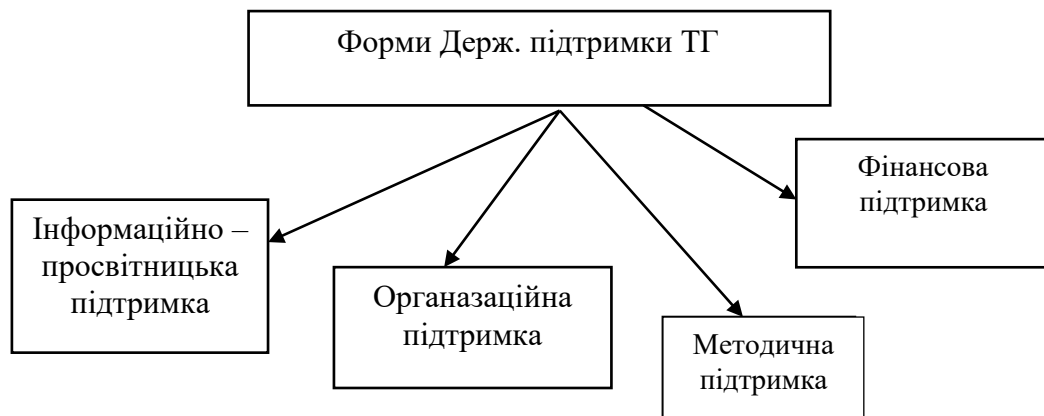 Форми Держ. підтримки ТГ
Інформаційно –
просвітницька
підтримка
Органазаційна
підтримка
Методична
підтримка
Фінансова
підтримка